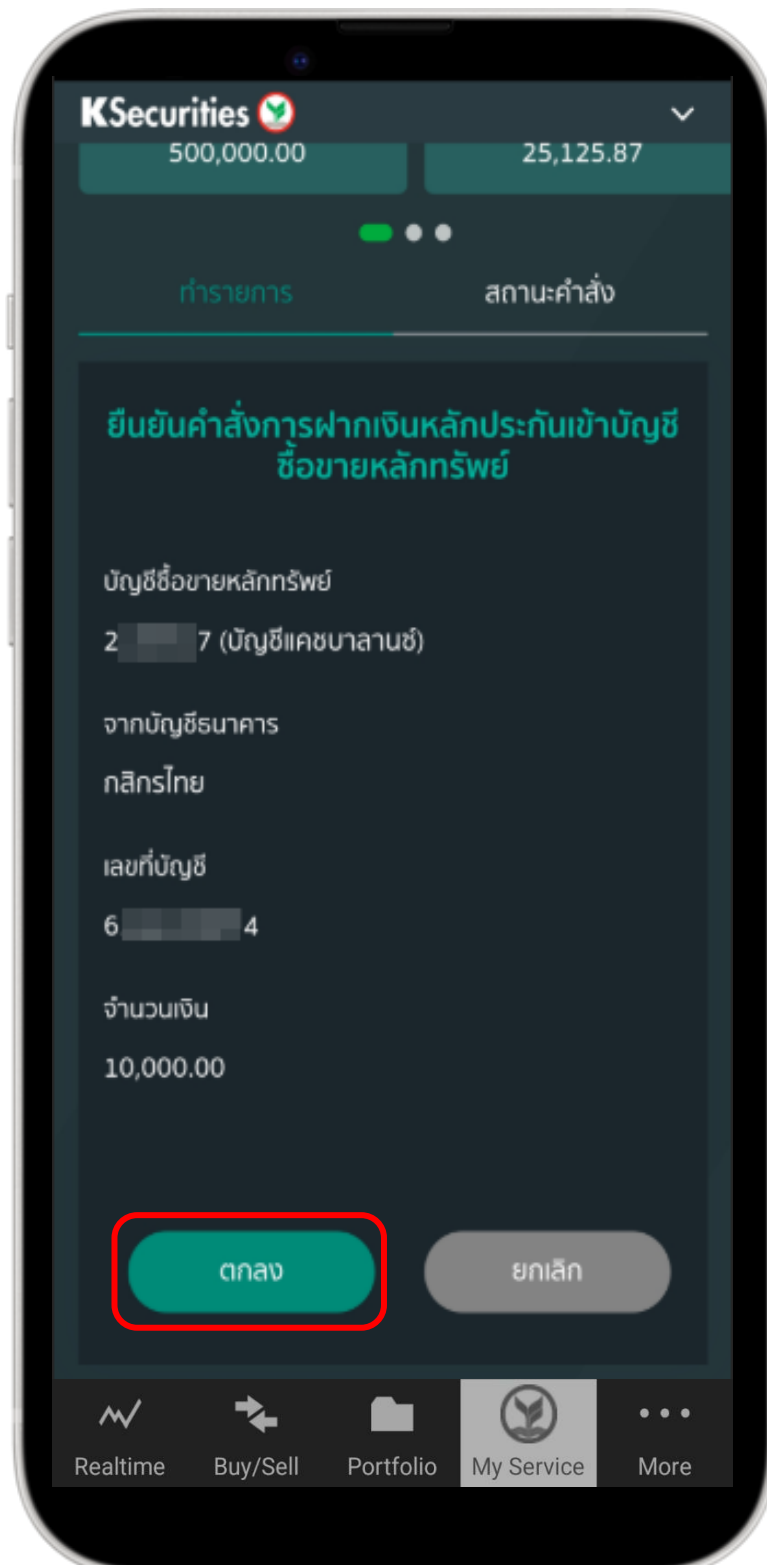 KSecurities
500,000.00 25,125.87
ทำรายการ สถานะคำสั่ง
ยืนยันคำสั่งการฝากเงินหลักประกันเข้าบัญชี
ซื้อขายหลักทรัพย์
บัญชีซื้อขายหลักทรัพย์
2 7 (บัญชีแคชบาลานซ์)
จากบัญชีธนาคาร
กสิกรไทย
เลขที่บัญชี
6 4
จำนวนเงิน
10,000.00
ตกลง ยกเลิก
Realtime Buy/Sell Portfolio My Service More